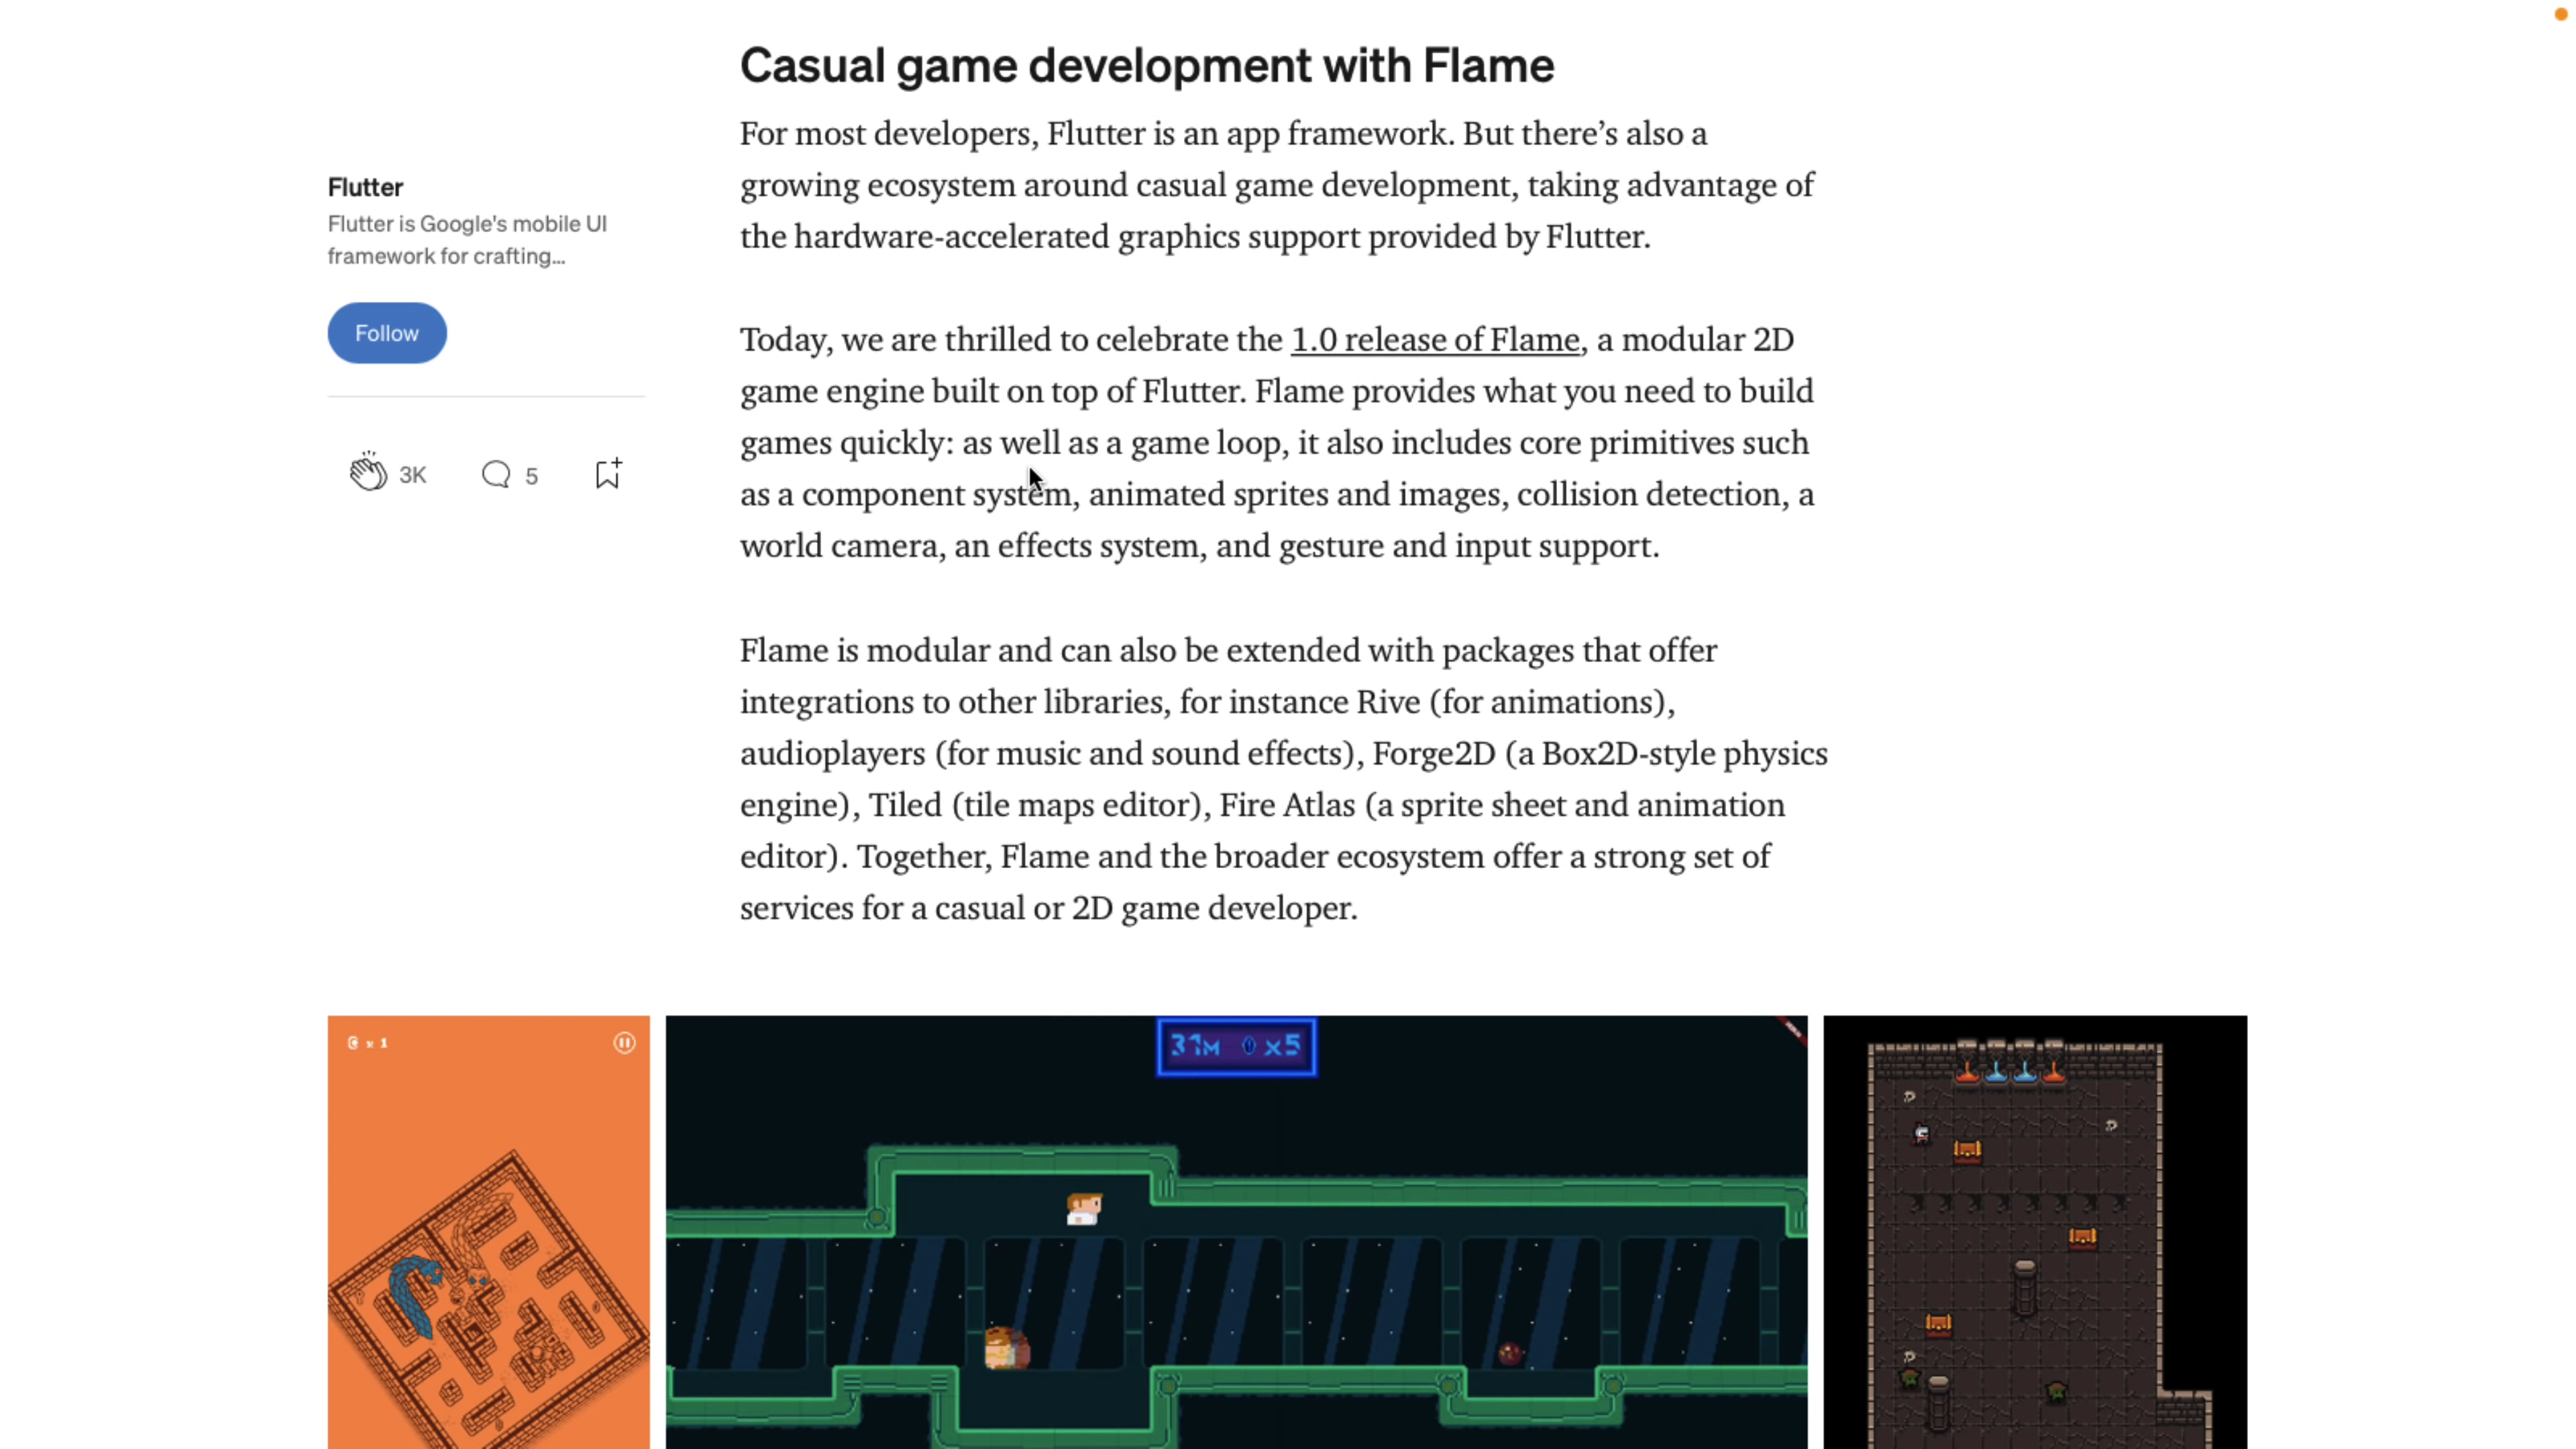 Casual game development with Flame
For most developers, Flutter is an app framework. But there’s also a
growing ecosystem around casual game development, taking advantage of
the hardware-accelerated graphics support provided by Flutter.
Flutter
Flutter is Google's mobile UI
framework for crafting...
Follow
3K
5
Today, we are thrilled to celebrate the 1.0 release of Flame, a modular 2D
game engine built on top of Flutter. Flame provides what you need to build
games quickly: as well as a game loop, it also includes core primitives such
as a component system, animated sprites and images, collision detection, a
world camera, an effects system, and gesture and input support.
Flame is modular and can also be extended with packages that offer
integrations to other libraries, for instance Rive (for animations),
audioplayers (for music and sound effects), Forge2D (a Box2D-style physics
engine), Tiled (tile maps editor), Fire Atlas (a sprite sheet and animation
editor). Together, Flame and the broader ecosystem offer a strong set of
services for a casual or 2D game developer.
x 1
31M x5